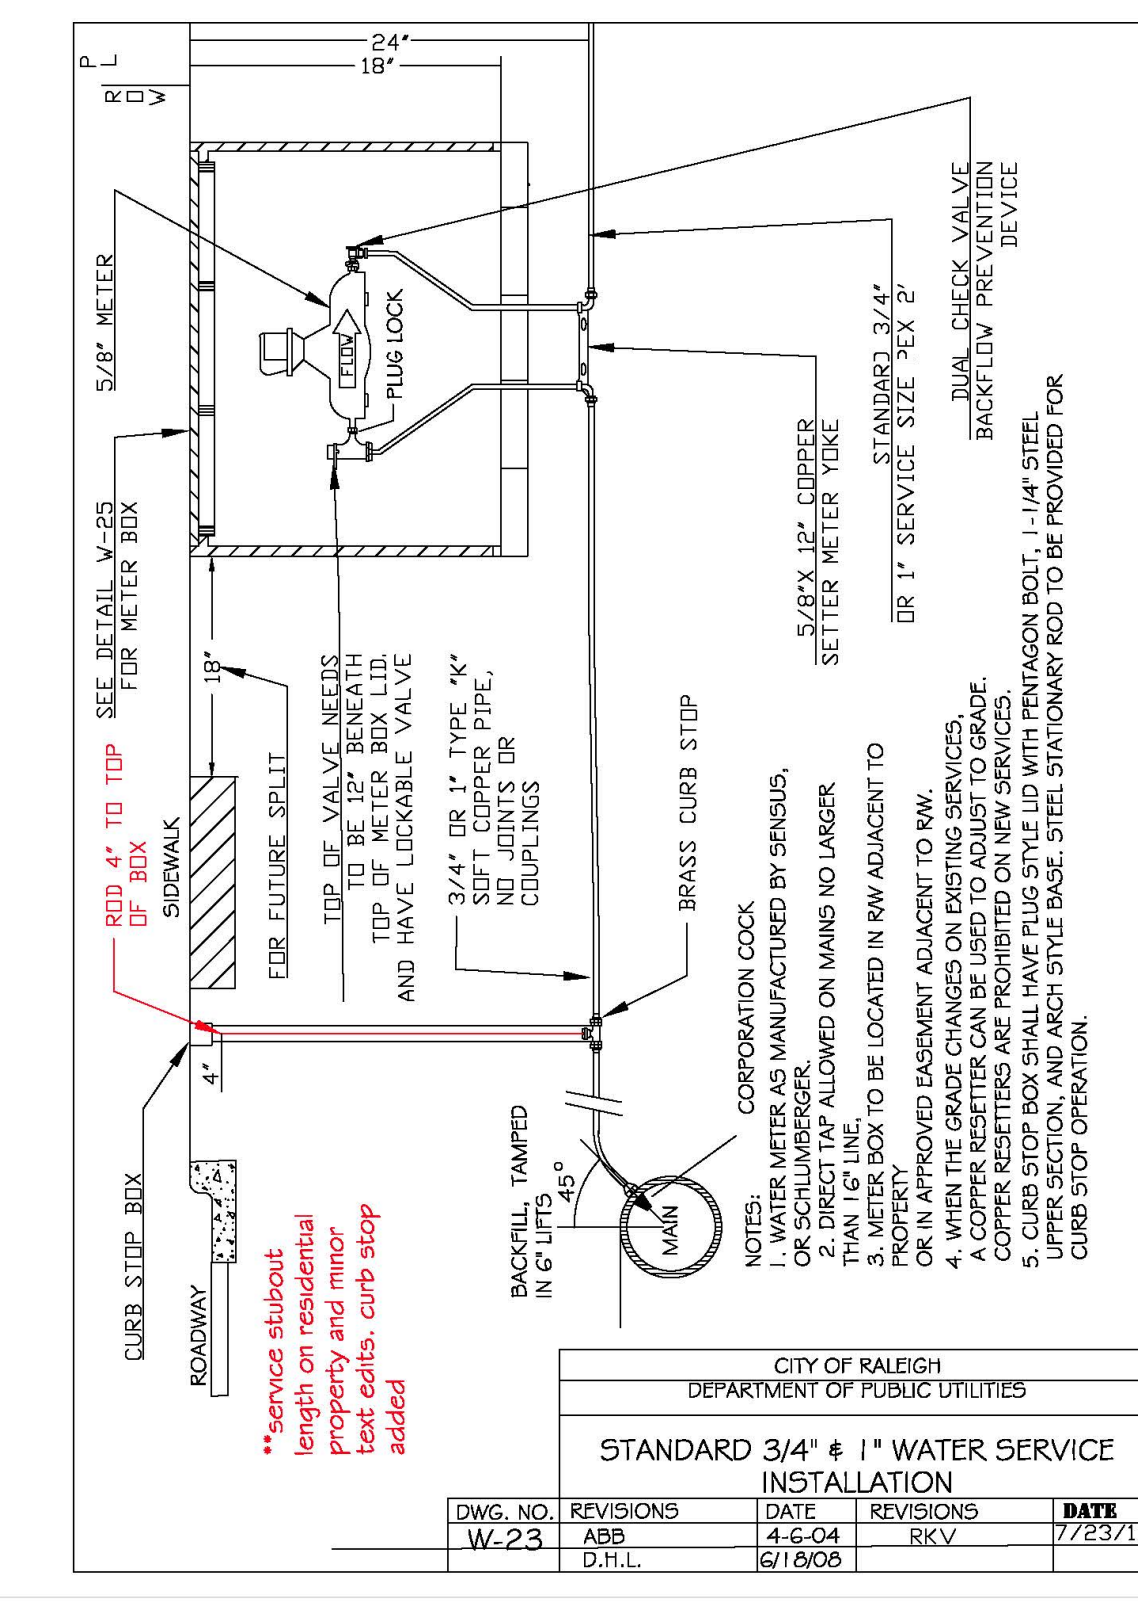 P
L
R
O
W
24"
18"
5/8" METER
SEE DETAIL W-25
FOR METER BOX
ROD 4" TO TOP
OF BOX
SIDEWALK
18"
FOR FUTURE SPLIT
FLOW
PLUG LOCK
TOP OF VALVE NEEDS
TO BE 12" BENEATH
TOP OF METER BOX LID,
AND HAVE LOCKABLE VALVE
3/4" OR 1" TYPE "K"
SOFT COPPER PIPE,
NO JOINTS OR
COUPLINGS
BRASS CURB STOP
5/8"X 12" COPPER
SETTER METER YOKE
STANDARD 3/4"
OR 1" SERVICE SIZE PEX 2'
DUAL CHECK VALVE
BACKFLOW PREVENTION
DEVICE
CURB STOP BOX
4"
ROADWAY
**service stubout
length on residential
property and minor
text edits. curb stop
added
BACKFILL, TAMPED
IN 6" LIFTS
45°
MAIN
CORPORATION COCK
NOTES:
1. WATER METER AS MANUFACTURED BY SENSUS,
OR SCHLUMBERGER.
2. DIRECT TAP ALLOWED ON MAINS NO LARGER
THAN 16" LINE,
3. METER BOX TO BE LOCATED IN R/W ADJACENT TO
PROPERTY
OR IN APPROVED EASEMENT ADJACENT TO R/W.
4. WHEN THE GRADE CHANGES ON EXISTING SERVICES,
A COPPER RESETTER CAN BE USED TO ADJUST TO GRADE.
COPPER RESETTERS ARE PROHIBITED ON NEW SERVICES.
5. CURB STOP BOX SHALL HAVE PLUG STYLE LID WITH PENTAGON BOLT, 1-1/4" STEEL
UPPER SECTION, AND ARCH STYLE BASE. STEEL STATIONARY ROD TO BE PROVIDED FOR
CURB STOP OPERATION.
CITY OF RALEIGH
DEPARTMENT OF PUBLIC UTILITIES
STANDARD 3/4" & 1" WATER SERVICE
INSTALLATION
DWG. NO. REVISIONS DATE REVISIONS DATE
W-23 ABB 4-6-04 RKV 7/23/1
D.H.L. 6/18/08